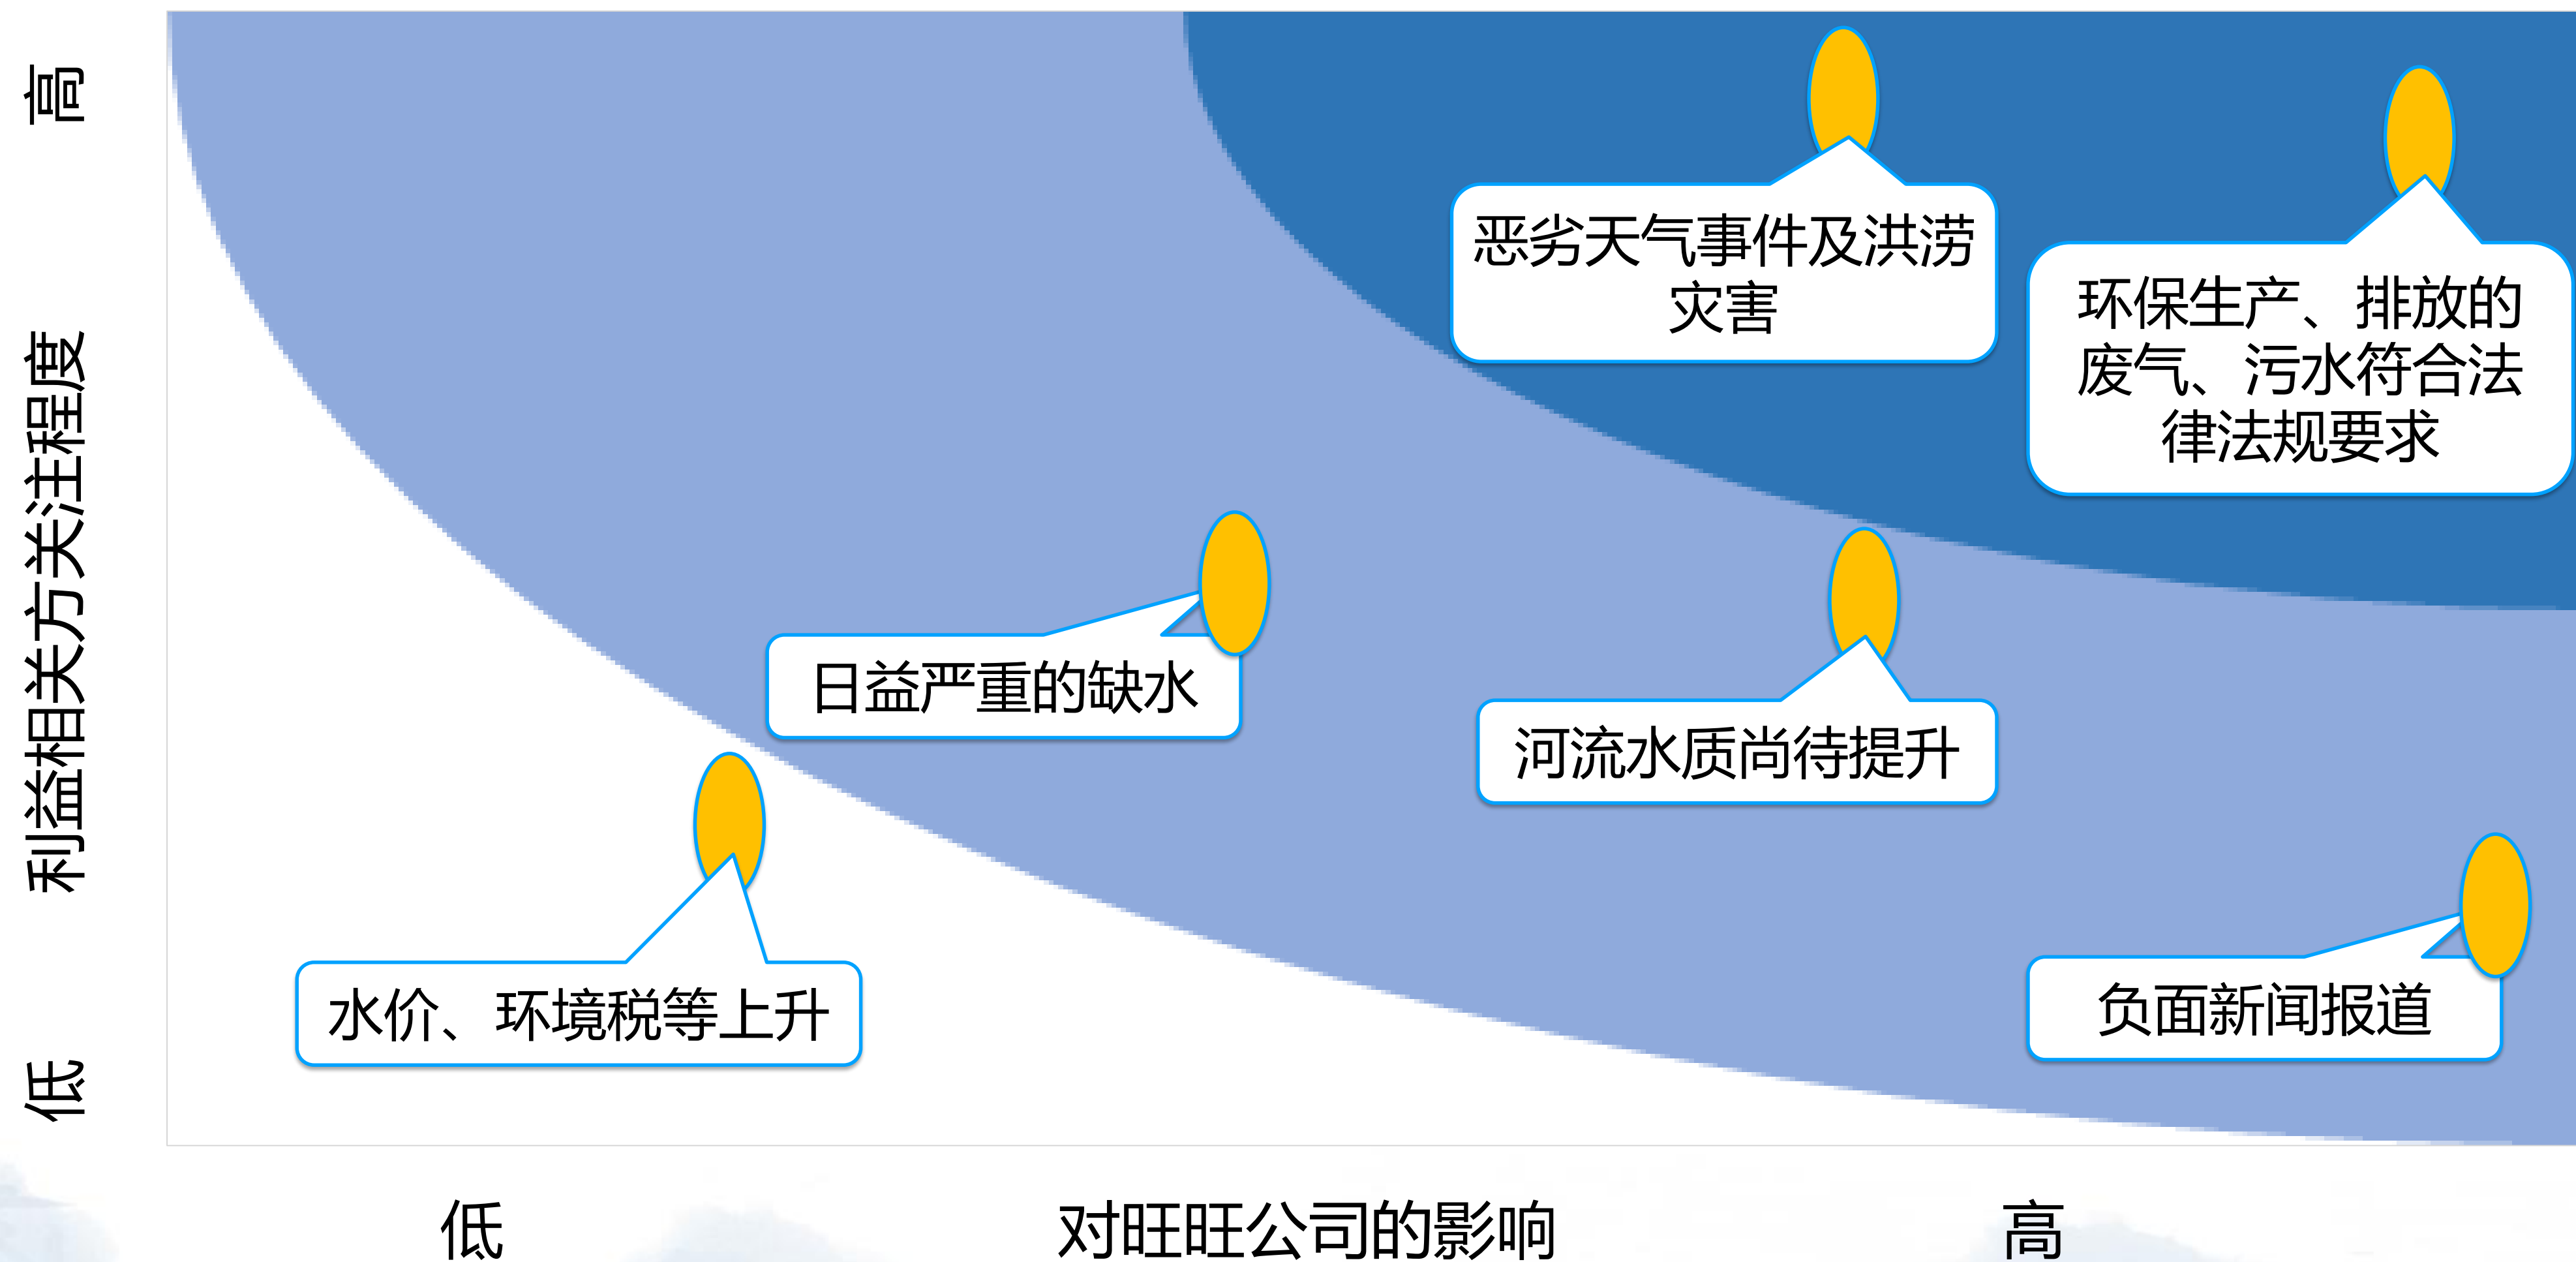 高
利益相关方关注程度
低
恶劣天气事件及洪涝
灾害
环保生产、排放的
废气、污水符合法
律法规要求
日益严重的缺水
河流水质尚待提升
水价、环境税等上升
负面新闻报道
低
对旺旺公司的影响
高